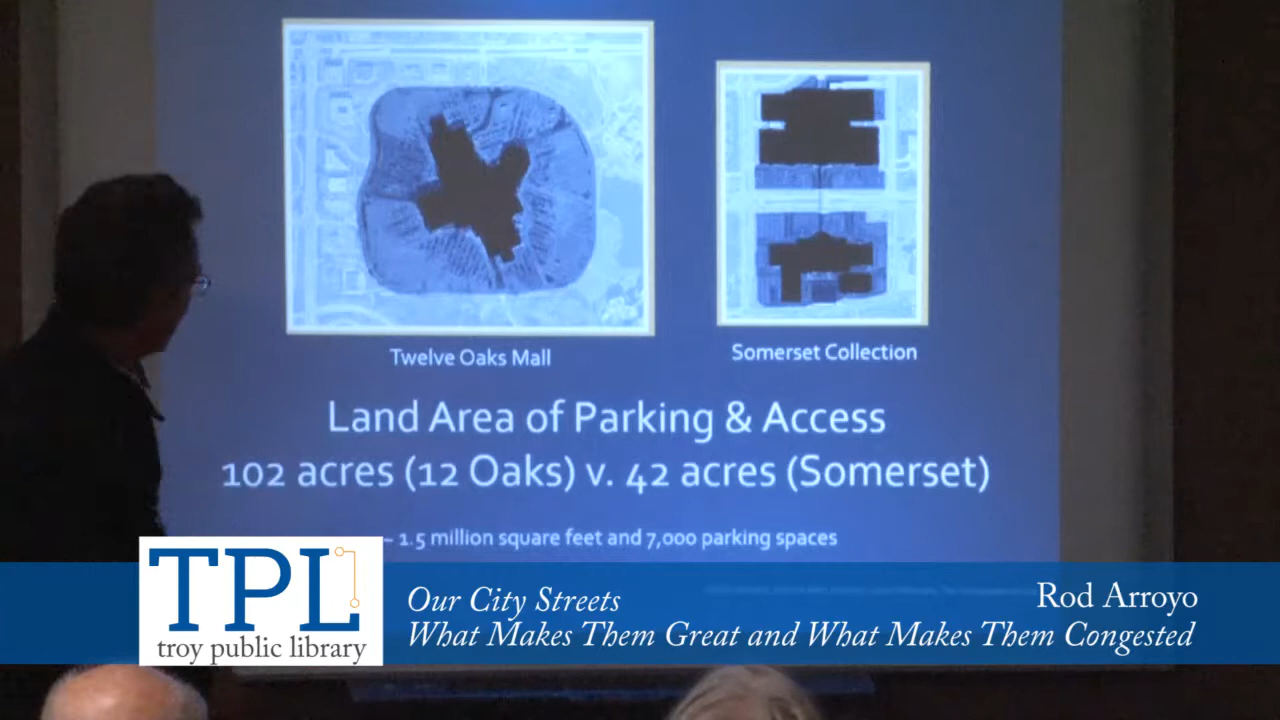 Twelve Oaks Mall
Somerset Collection
Land Area of Parking & Access
102 acres (12 Oaks) v. 42 acres (Somerset)
– 1.5 million square feet and 7,000 parking spaces
TPL
troy public library
Our City Streets
Rod Arroyo
What Makes Them Great and What Makes Them Congested